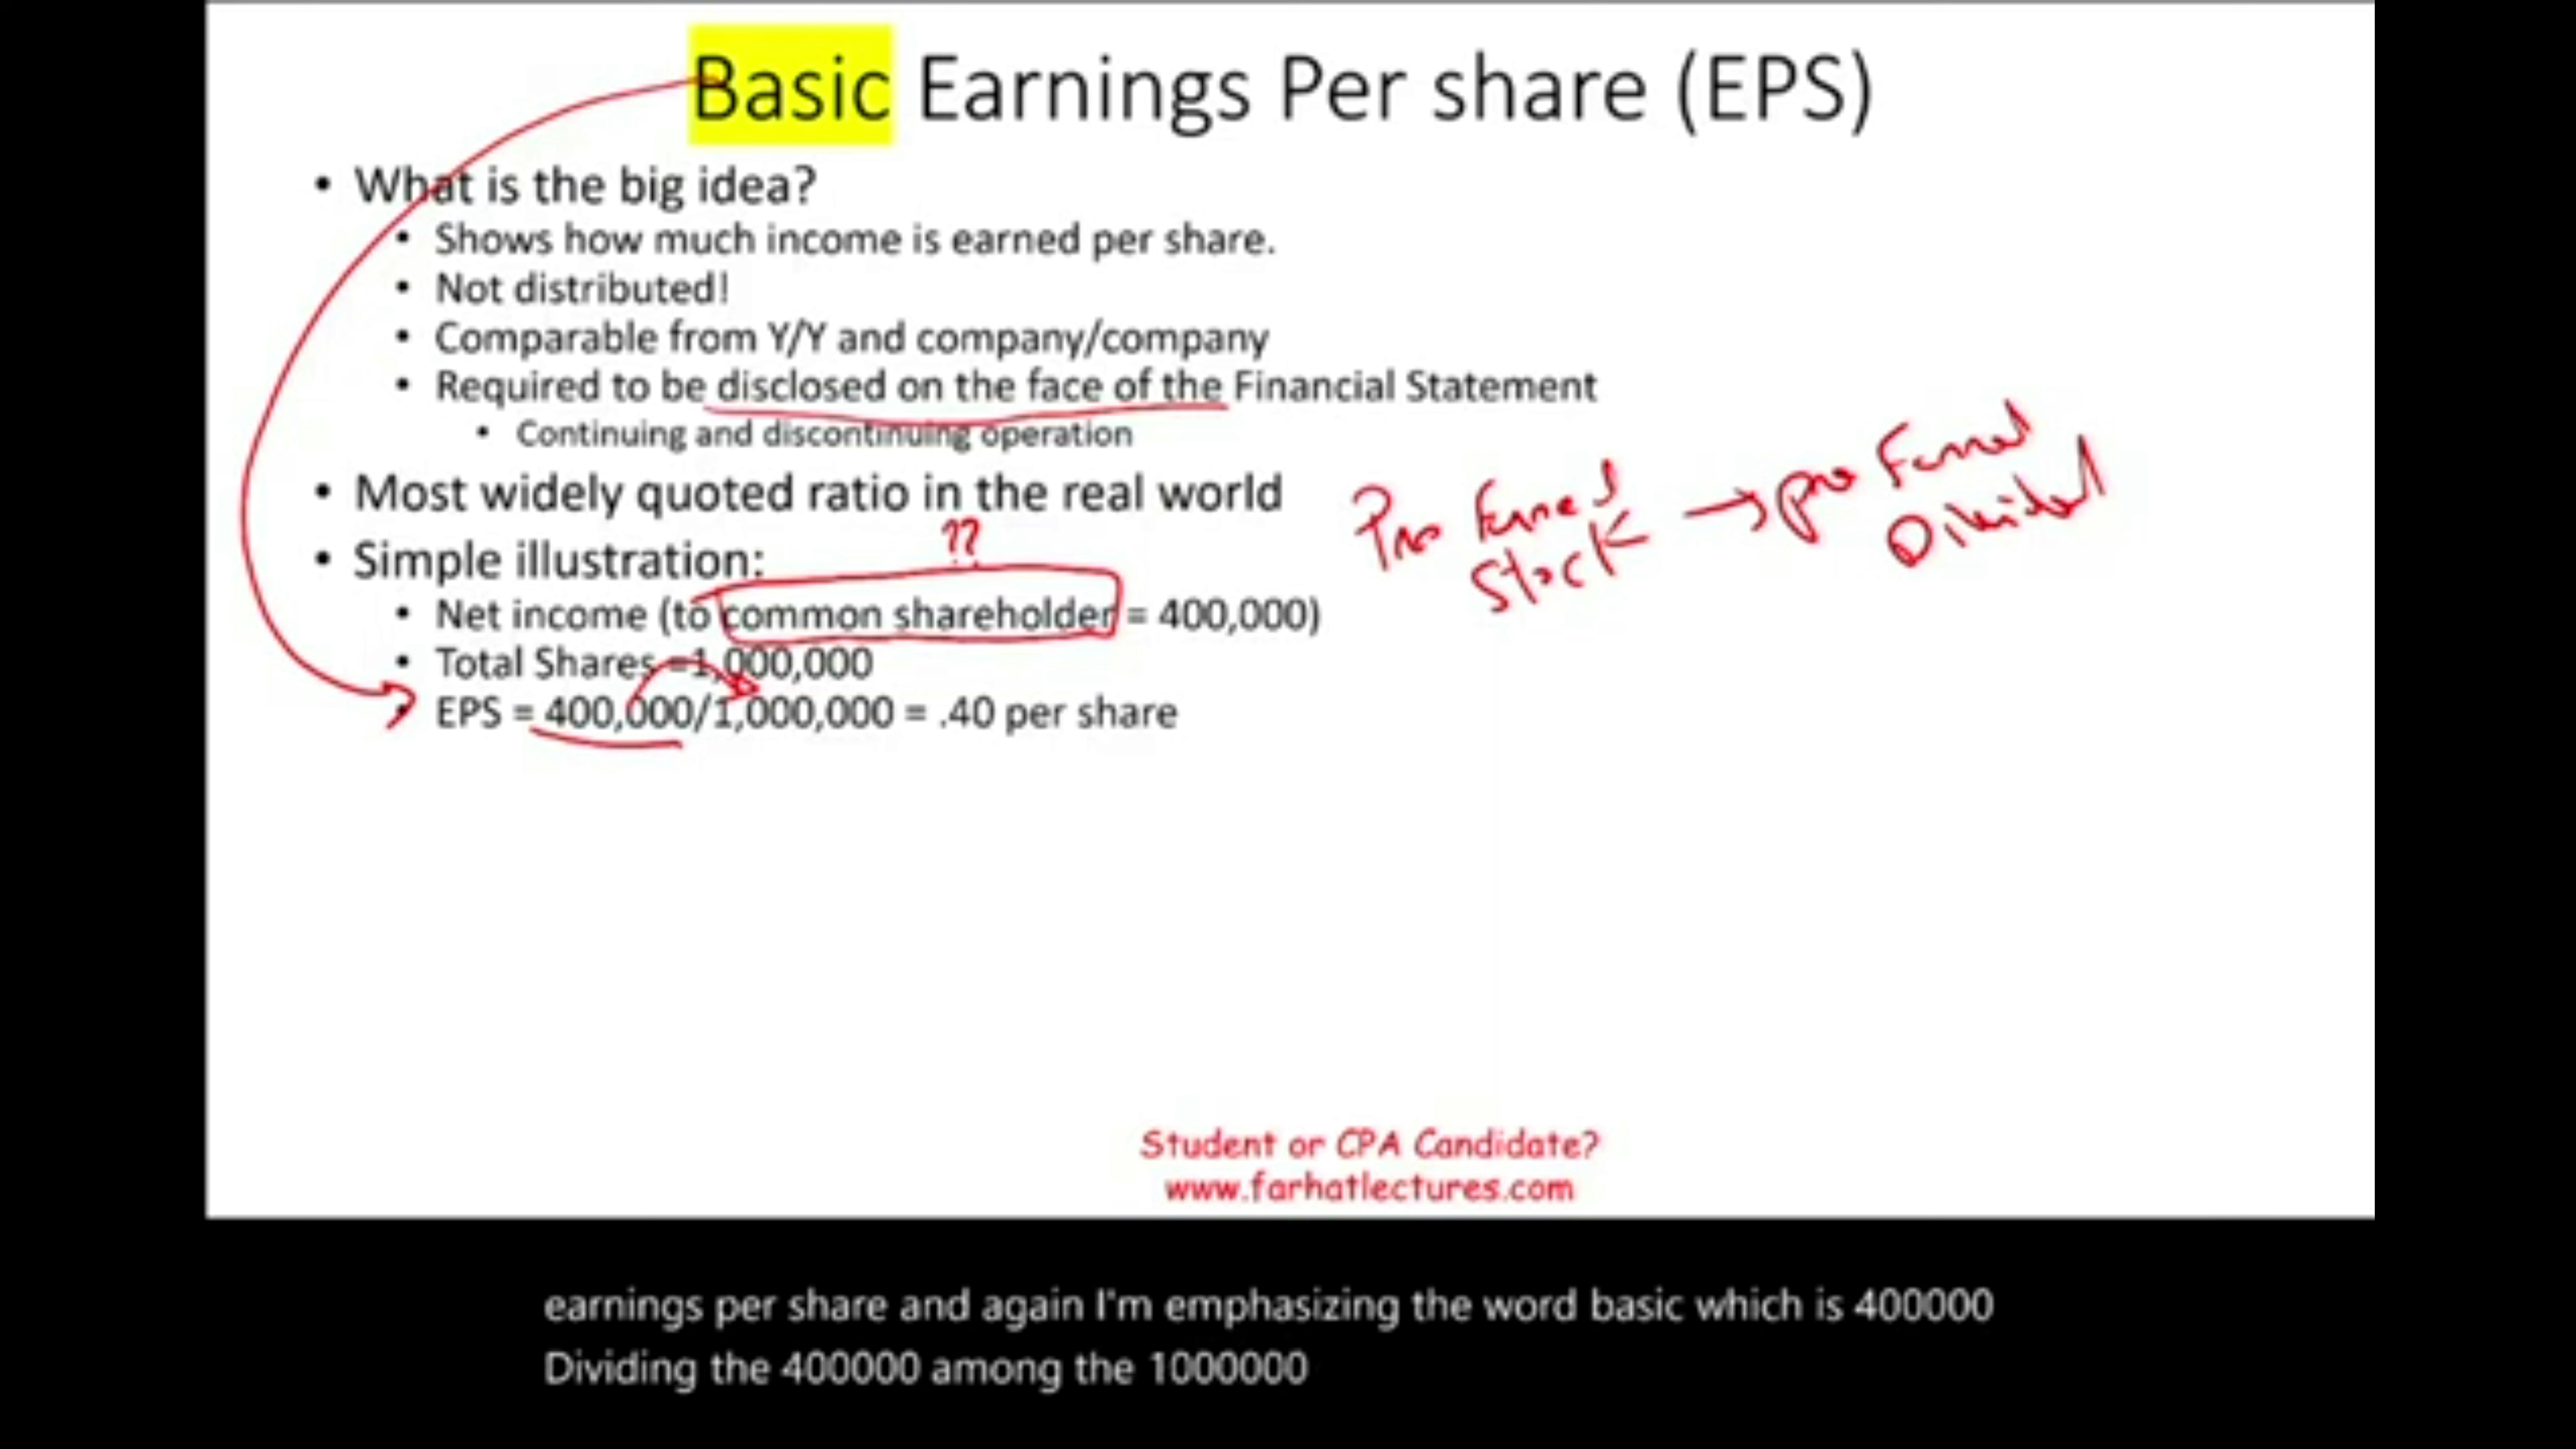 Basic Earnings Per share (EPS)
• What is the big idea?
• Shows how much income is earned per share.
• Not distributed!
• Comparable from Y/Y and company/company
• Required to be disclosed on the face of the Financial Statement
• Continuing and discontinuing operation
• Most widely quoted ratio in the real world
Preferred Stock → preferred Dividend
• Simple illustration:
??
• Net income (to common shareholder = 400,000)
• Total Shares =1,000,000
• EPS = 400,000/1,000,000 = .40 per share
Student or CPA Candidate?
www.farhatlectures.com
earnings per share and again I'm emphasizing the word basic which is 400000
Dividing the 400000 among the 1000000